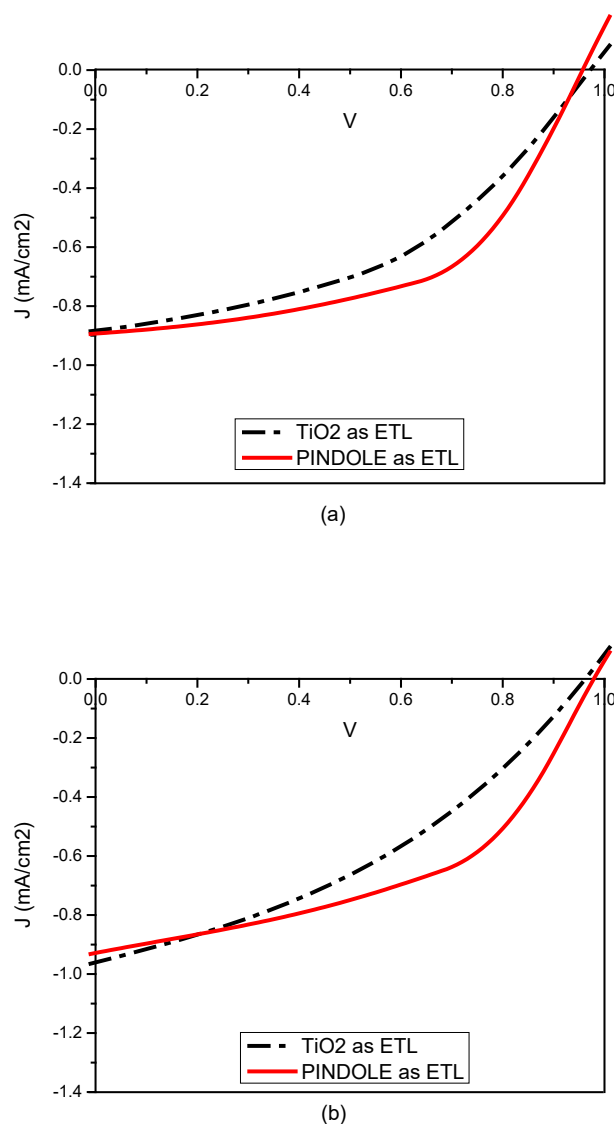 0.0
0.0 0.2 0.4 0.6 0.8 1.0
V
-0.2
-0.4
-0.6
J (mA/cm2)
-0.8
-1.0
-1.2
TiO2 as ETL
PINDOLE as ETL
-1.4
(a)
0.0
0.0 0.2 0.4 0.6 0.8 1.0
V
-0.2
-0.4
-0.6
J (mA/cm2)
-0.8
-1.0
-1.2
TiO2 as ETL
PINDOLE as ETL
-1.4
(b)